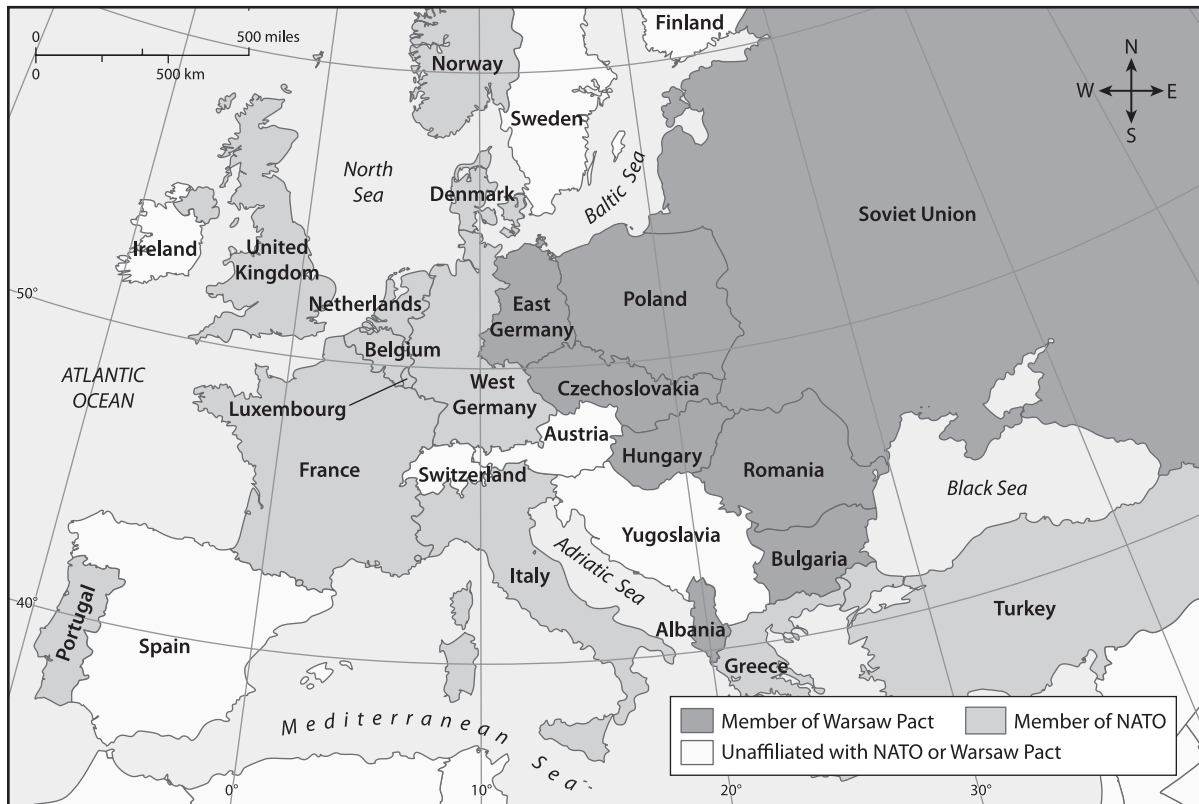 0
500 miles
0
500 km
Finland
Norway
Sweden
N
W
E
S
North
Sea
Denmark
Baltic Sea
Soviet Union
Ireland
United
Kingdom
Netherlands
East
Germany
Poland
50°
Belgium
ATLANTIC
OCEAN
Luxembourg
West
Germany
Czechoslovakia
Austria
France
Switzerland
Hungary
Romania
Black Sea
Yugoslavia
Adriatic Sea
Bulgaria
Italy
40°
Portugal
Spain
Albania
Greece
Turkey
Mediterranean
Sea
Member of Warsaw Pact
Member of NATO
Unaffiliated with NATO or Warsaw Pact
0°
10°
20°
30°